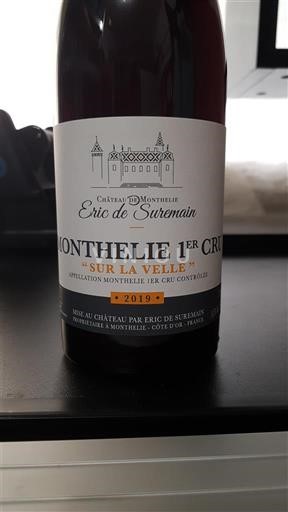 CHÂTEAU DE MONTHELIE
Eric de Suremain
MONTHELIE 1ER CRU
"SUR LA VELLE"
APPELLATION MONTHELIE 1ER CRU CONTRÔLÉE
• 2019 •
MISE AU CHÂTEAU PAR ERIC DE SUREMAIN
PROPRIÉTAIRE À MONTHELIE - CÔTE D'OR - FRANCE